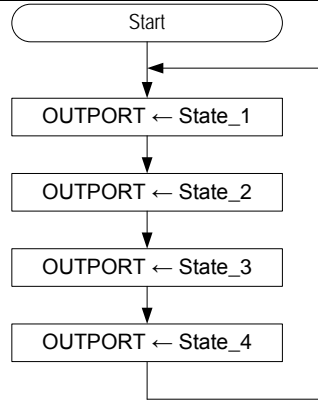 Start
OUTPORT ← State_1
OUTPORT ← State_2
OUTPORT ← State_3
OUTPORT ← State_4